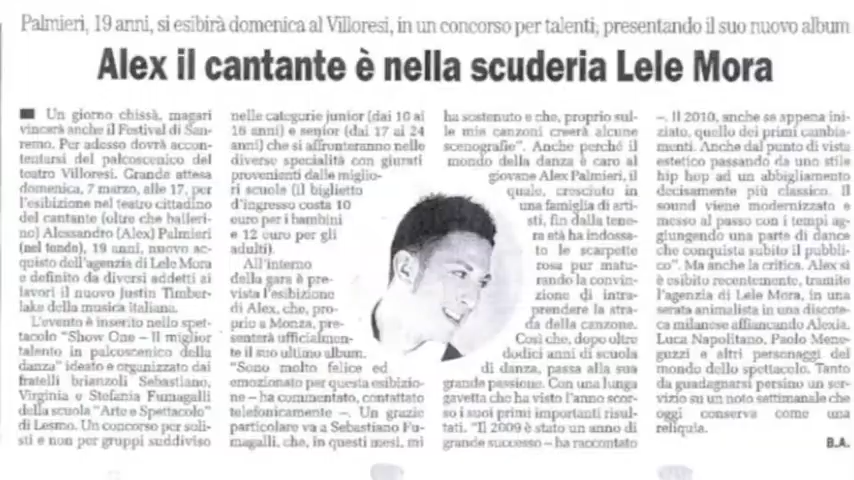 Palmieri, 19 anni, si esibirà domenica al Villoresi, in un concorso per talenti, presentando il suo nuovo album
Alex il cantante è nella scuderia Lele Mora
■ Un giorno chissà, magari
vincerà anche il Festival di San-
remo. Per adesso dovrà accon-
tentarsi del palcoscenico del
teatro Villoresi. Grande attesa
domenica, 7 marzo, alle 17, per
l'esibizione nel teatro cittadino
del cantante (oltre che balleri-
no) Alessandro (Alex) Palmieri
(nel tondo), 19 anni, nuovo ac-
quisto dell'agenzia di Lele Mora
e definito da diversi addetti ai
lavori il nuovo Justin Timber-
lake della musica italiana.
L'evento è inserito nello spet-
tacolo "Show One – Il miglior
talento in palcoscenico della
danza" ideato e organizzato dai
fratelli brianzoli Sebastiano,
Virginia e Stefania Fumagalli
della scuola "Arte e Spettacolo"
di Lesmo. Un concorso per soli-
sti e non per gruppi suddiviso
nelle categorie junior (dai 10 ai
16 anni) e senior (dai 17 ai 24
anni) che si affronteranno nelle
diverse specialità con giurati
provenienti dalle miglio-
ri scuole (il biglietto
d'ingresso costa 10
euro per i bambini
e 12 euro per gli
adulti).
All'interno
della gara è pre-
vista l'esibizione
di Alex, che, pro-
prio a Monza, pre-
senterà ufficialmen-
te il suo ultimo album.
"Sono molto felice ed
emozionato per questa esibizio-
ne – ha commentato, contattato
telefonicamente –. Un grazie
particolare va a Sebastiano Fu-
magalli, che, in questi mesi, mi
ha sostenuto e che, proprio sul-
le mie canzoni creerà alcune
scenografie". Anche perché il
mondo della danza è caro al
giovane Alex Palmieri, il
quale, cresciuto in
una famiglia di arti-
sti, fin dalla tene-
ra età ha indossa-
to le scarpette
rosa pur matu-
rando la convin-
zione di intra-
prendere la stra-
da della canzone.
Così che, dopo oltre
dodici anni di scuola
di danza, passa alla sua
grande passione. Con una lunga
gavetta che ha visto l'anno scor-
so i suoi primi importanti risul-
tati. "Il 2009 è stato un anno di
grande successo – ha raccontato
–. Il 2010, anche se appena ini-
ziato, quello dei primi cambia-
menti. Anche dal punto di vista
estetico passando da uno stile
hip hop ad un abbigliamento
decisamente più classico. Il
sound viene modernizzato e
messo al passo con i tempi ag-
giungendo una parte di dance
che conquista subito il pubbli-
co". Ma anche la critica. Alex si
è esibito recentemente, tramite
l'agenzia di Lele Mora, in una
serata animalista in una discote-
ca milanese affiancando Alexia,
Luca Napolitano, Paolo Mene-
guzzi e altri personaggi del
mondo dello spettacolo. Tanto
da guadagnarsi persino un ser-
vizio su un noto settimanale che
oggi conserva come una
reliquia.
B.A.